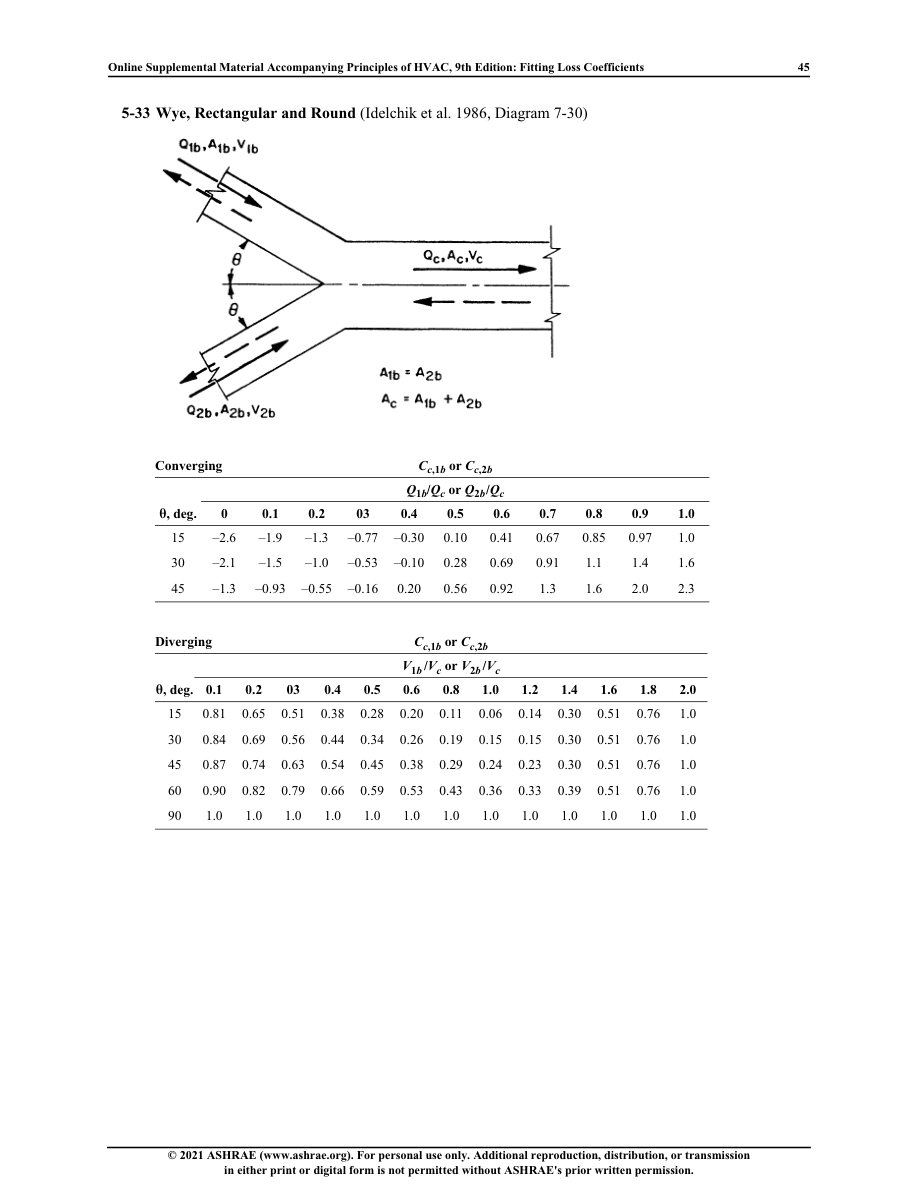 Online Supplemental Material Accompanying Principles of HVAC, 9th Edition: Fitting Loss Coefficients 45
5-33 Wye, Rectangular and Round (Idelchik et al. 1986, Diagram 7-30)
Q1b, A1b, V1b
θ
Qc, Ac, Vc
θ
A1b = A2b
Ac = A1b + A2b
Q2b, A2b, V2b
Converging Cc,1b or Cc,2b
Q1b/Qc or Q2b/Qc
θ, deg. 0 0.1 0.2 03 0.4 0.5 0.6 0.7 0.8 0.9 1.0
15 –2.6 –1.9 –1.3 –0.77 –0.30 0.10 0.41 0.67 0.85 0.97 1.0
30 –2.1 –1.5 –1.0 –0.53 –0.10 0.28 0.69 0.91 1.1 1.4 1.6
45 –1.3 –0.93 –0.55 –0.16 0.20 0.56 0.92 1.3 1.6 2.0 2.3
Diverging Cc,1b or Cc,2b
V1b/Vc or V2b/Vc
θ, deg. 0.1 0.2 03 0.4 0.5 0.6 0.8 1.0 1.2 1.4 1.6 1.8 2.0
15 0.81 0.65 0.51 0.38 0.28 0.20 0.11 0.06 0.14 0.30 0.51 0.76 1.0
30 0.84 0.69 0.56 0.44 0.34 0.26 0.19 0.15 0.15 0.30 0.51 0.76 1.0
45 0.87 0.74 0.63 0.54 0.45 0.38 0.29 0.24 0.23 0.30 0.51 0.76 1.0
60 0.90 0.82 0.79 0.66 0.59 0.53 0.43 0.36 0.33 0.39 0.51 0.76 1.0
90 1.0 1.0 1.0 1.0 1.0 1.0 1.0 1.0 1.0 1.0 1.0 1.0 1.0
© 2021 ASHRAE (www.ashrae.org). For personal use only. Additional reproduction, distribution, or transmission
in either print or digital form is not permitted without ASHRAE's prior written permission.